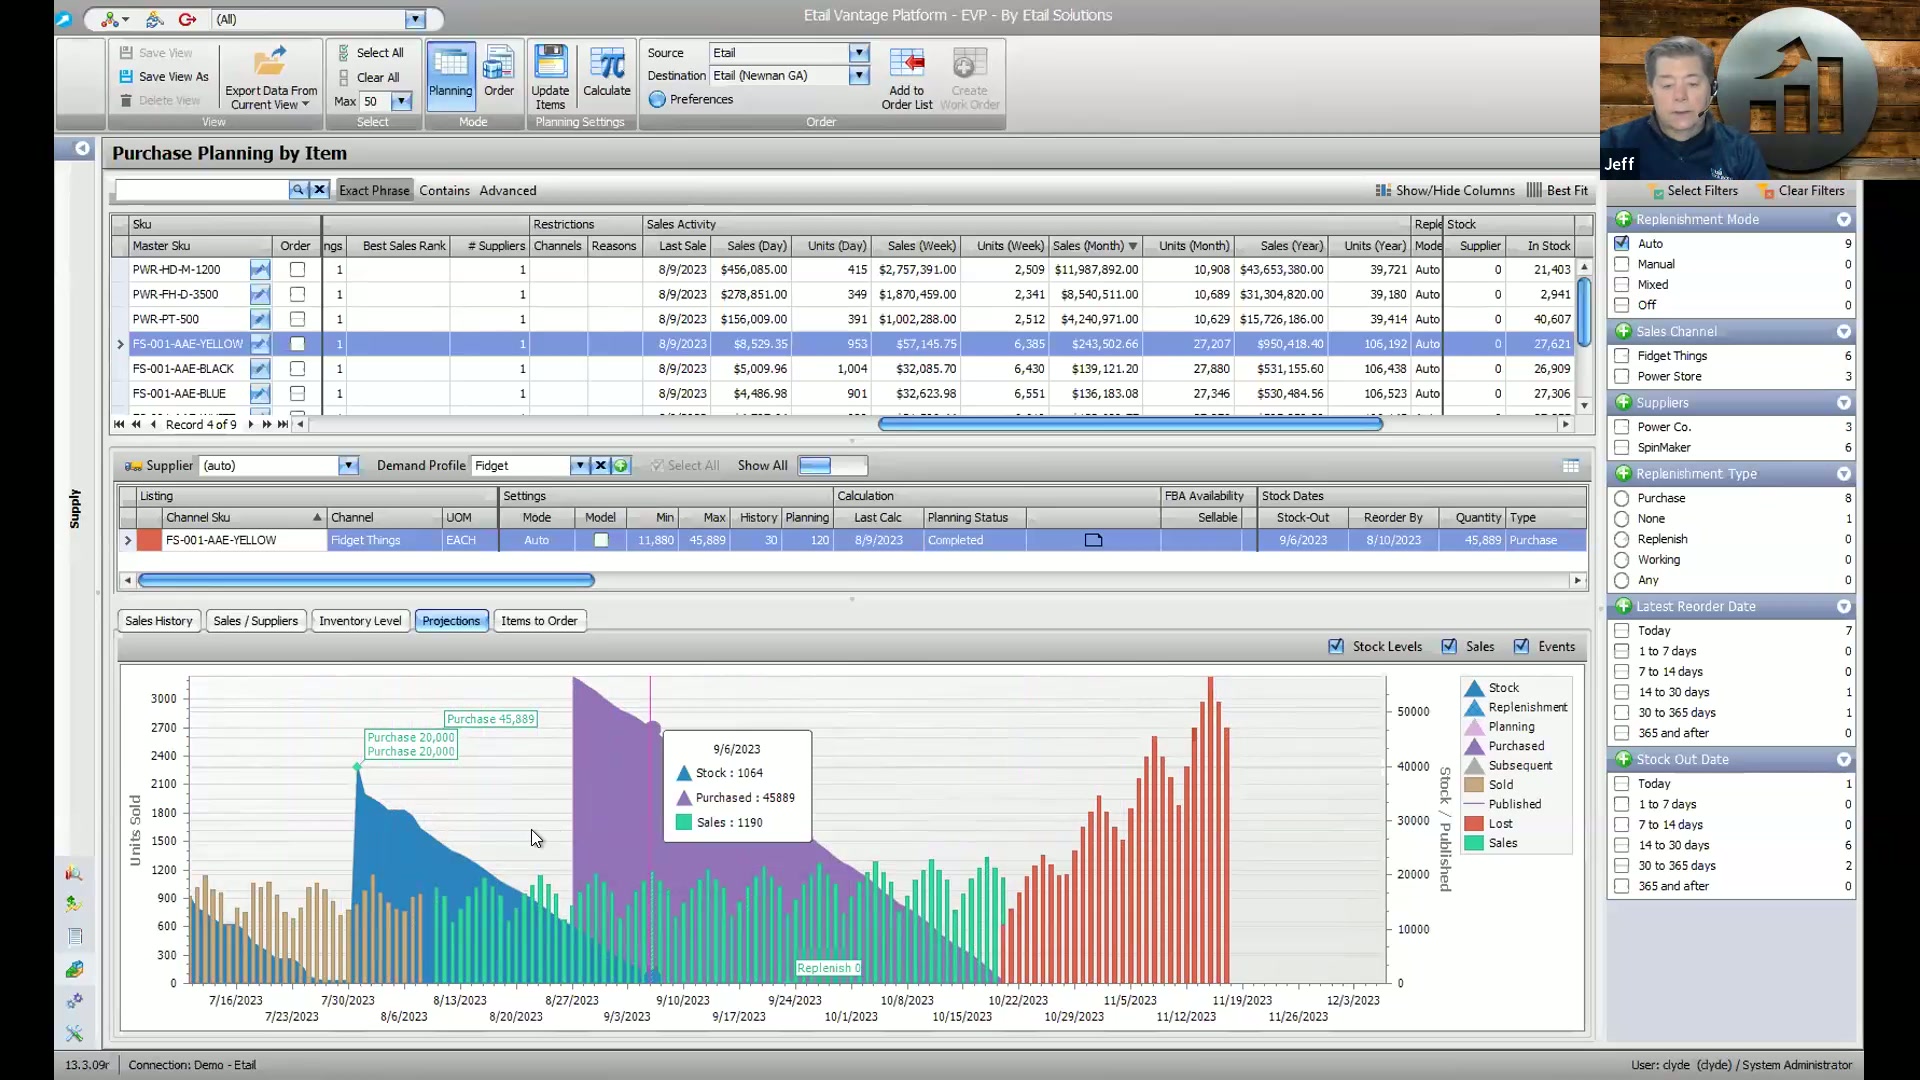 (All)
Etail Vantage Platform - EVP - By Etail Solutions
Save View
Save View As
Delete View
Export Data From
Current View
View
Select All
Clear All
Max 50
Select
Planning
Order
Mode
Update
Items
Calculate
Planning Settings
Source Etail
Destination Etail (Newnan GA)
Preferences
Add to
Order List
Create
Work Order
Order
Jeff
Purchase Planning by Item
Exact Phrase Contains Advanced
Show/Hide Columns Best Fit
Sku Restrictions Sales Activity Reple Stock
Master Sku Order ngs Best Sales Rank # Suppliers Channels Reasons Last Sale Sales (Day) Units (Day) Sales (Week) Units (Week) Sales (Month) Units (Month) Sales (Year) Units (Year) Mode Supplier In Stock
PWR-HD-M-1200 1 1 8/9/2023 $456,085.00 415 $2,757,391.00 2,509 $11,987,892.00 10,908 $43,653,380.00 39,721 Auto 0 21,403
PWR-FH-D-3500 1 1 8/9/2023 $278,851.00 349 $1,870,459.00 2,341 $8,540,511.00 10,689 $31,304,820.00 39,180 Auto 0 2,941
PWR-PT-500 1 1 8/9/2023 $156,009.00 391 $1,002,288.00 2,512 $4,240,971.00 10,629 $15,726,186.00 39,414 Auto 0 40,607
FS-001-AAE-YELLOW 1 1 8/9/2023 $8,529.35 953 $57,145.75 6,385 $243,502.66 27,207 $950,418.40 106,192 Auto 0 27,621
FS-001-AAE-BLACK 1 1 8/9/2023 $5,009.96 1,004 $32,085.70 6,430 $139,121.20 27,880 $531,155.60 106,438 Auto 0 26,909
FS-001-AAE-BLUE 1 1 8/9/2023 $4,486.98 901 $32,623.98 6,551 $136,183.08 27,346 $530,484.56 106,523 Auto 0 27,306
Record 4 of 9
Supplier (auto) Demand Profile Fidget Select All Show All
Listing Settings Calculation FBA Availability Stock Dates
Channel Sku Channel UOM Mode Model Min Max History Planning Last Calc Planning Status Sellable Stock-Out Reorder By Quantity Type
FS-001-AAE-YELLOW Fidget Things EACH Auto 11,880 45,889 30 120 8/9/2023 Completed 9/6/2023 8/10/2023 45,889 Purchase
Supply
Sales History Sales / Suppliers Inventory Level Projections Items to Order
Stock Levels Sales Events
Units Sold
3000
2700
2400
2100
1800
1500
1200
900
600
300
0
Purchase 45,889
Purchase 20,000
Purchase 20,000
9/6/2023
Stock : 1064
Purchased : 45889
Sales : 1190
Replenish 0
50000
40000
30000
20000
10000
0
Stock / Published
7/16/2023 7/30/2023 8/13/2023 8/27/2023 9/10/2023 9/24/2023 10/8/2023 10/22/2023 11/5/2023 11/19/2023 12/3/2023
7/23/2023 8/6/2023 8/20/2023 9/3/2023 9/17/2023 10/1/2023 10/15/2023 10/29/2023 11/12/2023 11/26/2023
Stock
Replenishment
Planning
Purchased
Subsequent
Sold
Published
Lost
Sales
Select Filters Clear Filters
Replenishment Mode
Auto 9
Manual 0
Mixed 0
Off 0
Sales Channel
Fidget Things 6
Power Store 3
Suppliers
Power Co. 3
SpinMaker 6
Replenishment Type
Purchase 8
None 1
Replenish 0
Working 0
Any 0
Latest Reorder Date
Today 7
1 to 7 days 0
7 to 14 days 0
14 to 30 days 1
30 to 365 days 1
365 and after 0
Stock Out Date
Today 1
1 to 7 days 0
7 to 14 days 0
14 to 30 days 6
30 to 365 days 2
365 and after 0
13.3.09r Connection: Demo - Etail
User: clyde (clyde) / System Administrator